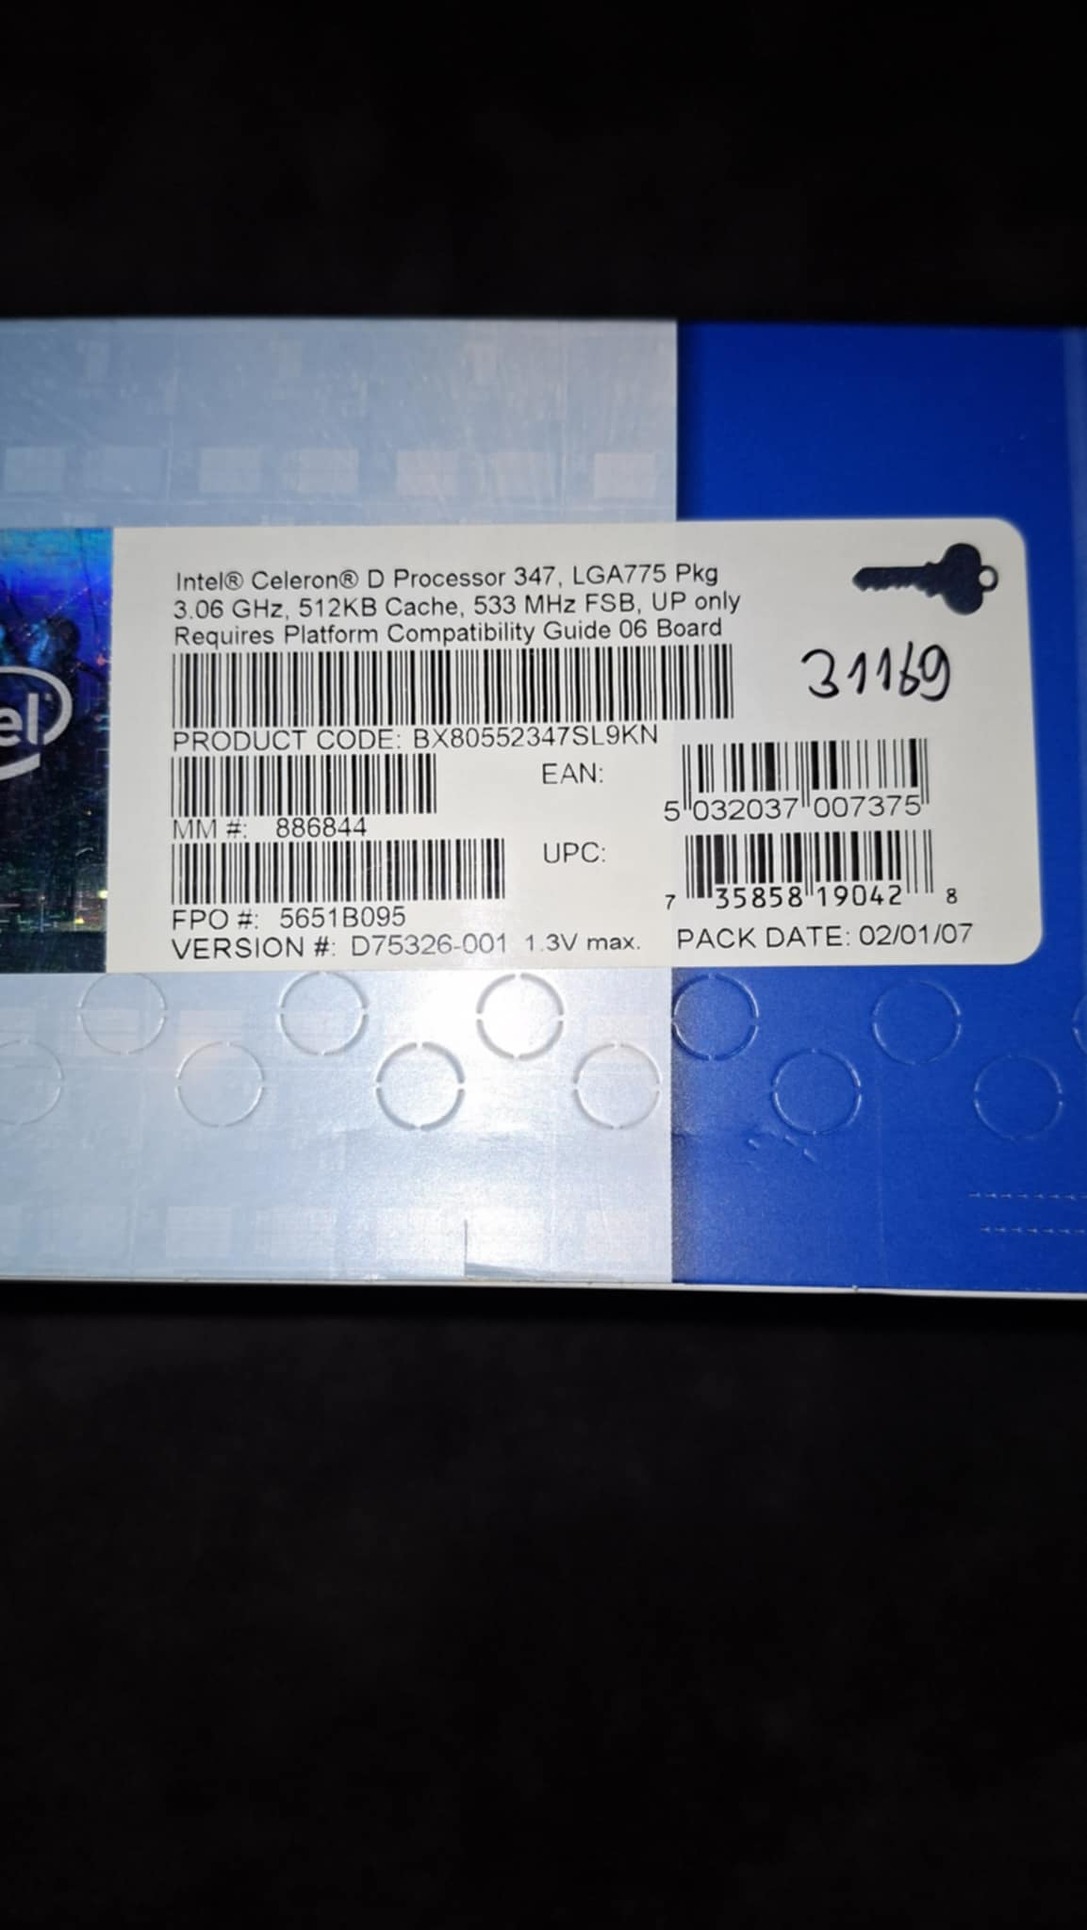 Intel® Celeron® D Processor 347, LGA775 Pkg
3.06 GHz, 512KB Cache, 533 MHz FSB, UP only
Requires Platform Compatibility Guide 06 Board
31169
PRODUCT CODE: BX80552347SL9KN
EAN:
5 032037 007375
MM #: 886844
UPC:
7 35858 19042 8
FPO #: 5651B095
VERSION #: D75326-001 1.3V max.
PACK DATE: 02/01/07
el